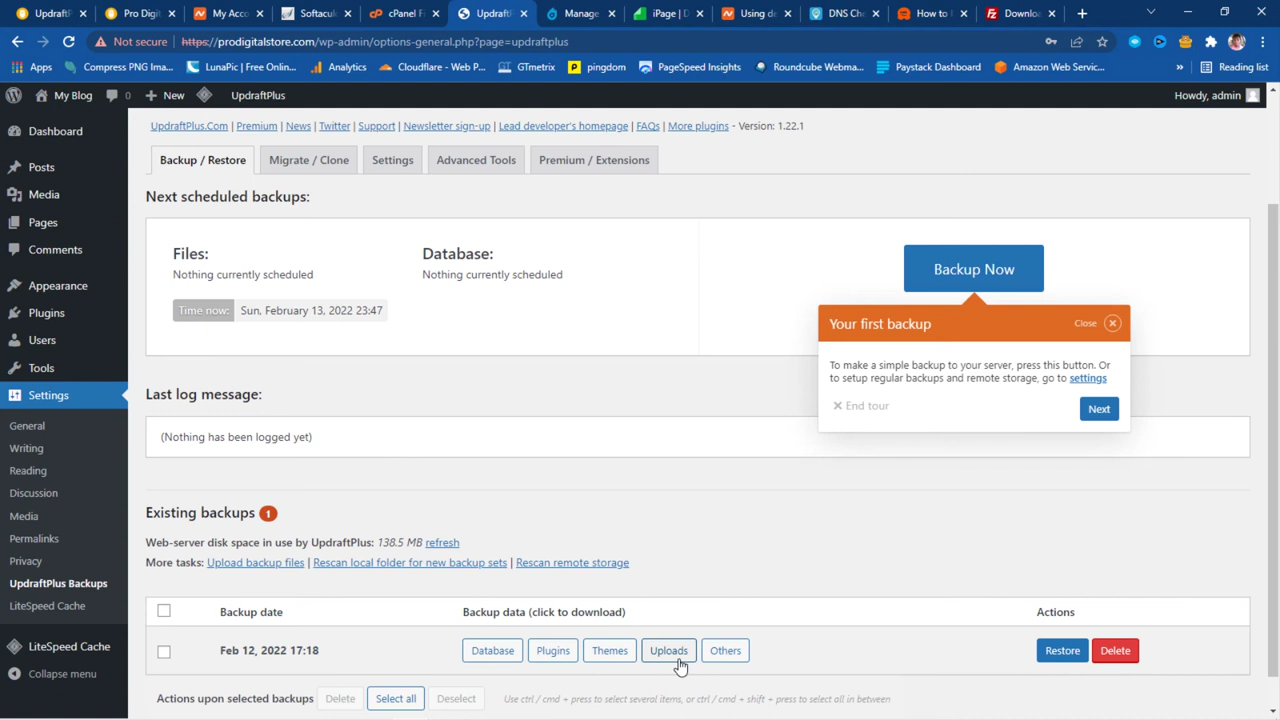 UpdraftP
Pro Digit
My Acco
Softacul
cPanel F
UpdraftP
Manage
iPage | D
Using de
DNS Che
How to l
Downloa
Not secure
https://prodigitalstore.com/wp-admin/options-general.php?page=updraftplus
Apps
Compress PNG Ima...
LunaPic | Free Onlin...
Analytics
Cloudflare - Web P...
GTmetrix
pingdom
PageSpeed Insights
Roundcube Webma...
Paystack Dashboard
Amazon Web Servic...
»
Reading list
My Blog
0
New
UpdraftPlus
Howdy, admin
Dashboard
Posts
Media
Pages
Comments
Appearance
Plugins
Users
Tools
Settings
General
Writing
Reading
Discussion
Media
Permalinks
Privacy
UpdraftPlus Backups
LiteSpeed Cache
LiteSpeed Cache
Collapse menu
UpdraftPlus.Com | Premium | News | Twitter | Support | Newsletter sign-up | Lead developer's homepage | FAQs | More plugins - Version: 1.22.1
Backup / Restore
Migrate / Clone
Settings
Advanced Tools
Premium / Extensions
Next scheduled backups:
Files:
Nothing currently scheduled
Database:
Nothing currently scheduled
Time now: Sun, February 13, 2022 23:47
Backup Now
Your first backup
Close
To make a simple backup to your server, press this button. Or
to setup regular backups and remote storage, go to settings
End tour
Next
Last log message:
(Nothing has been logged yet)
Existing backups 1
Web-server disk space in use by UpdraftPlus: 138.5 MB refresh
More tasks: Upload backup files | Rescan local folder for new backup sets | Rescan remote storage
Backup date
Backup data (click to download)
Actions
Feb 12, 2022 17:18
Database
Plugins
Themes
Uploads
Others
Restore
Delete
Actions upon selected backups
Delete
Select all
Deselect
Use ctrl / cmd + press to select several items, or ctrl / cmd + shift + press to select all in between